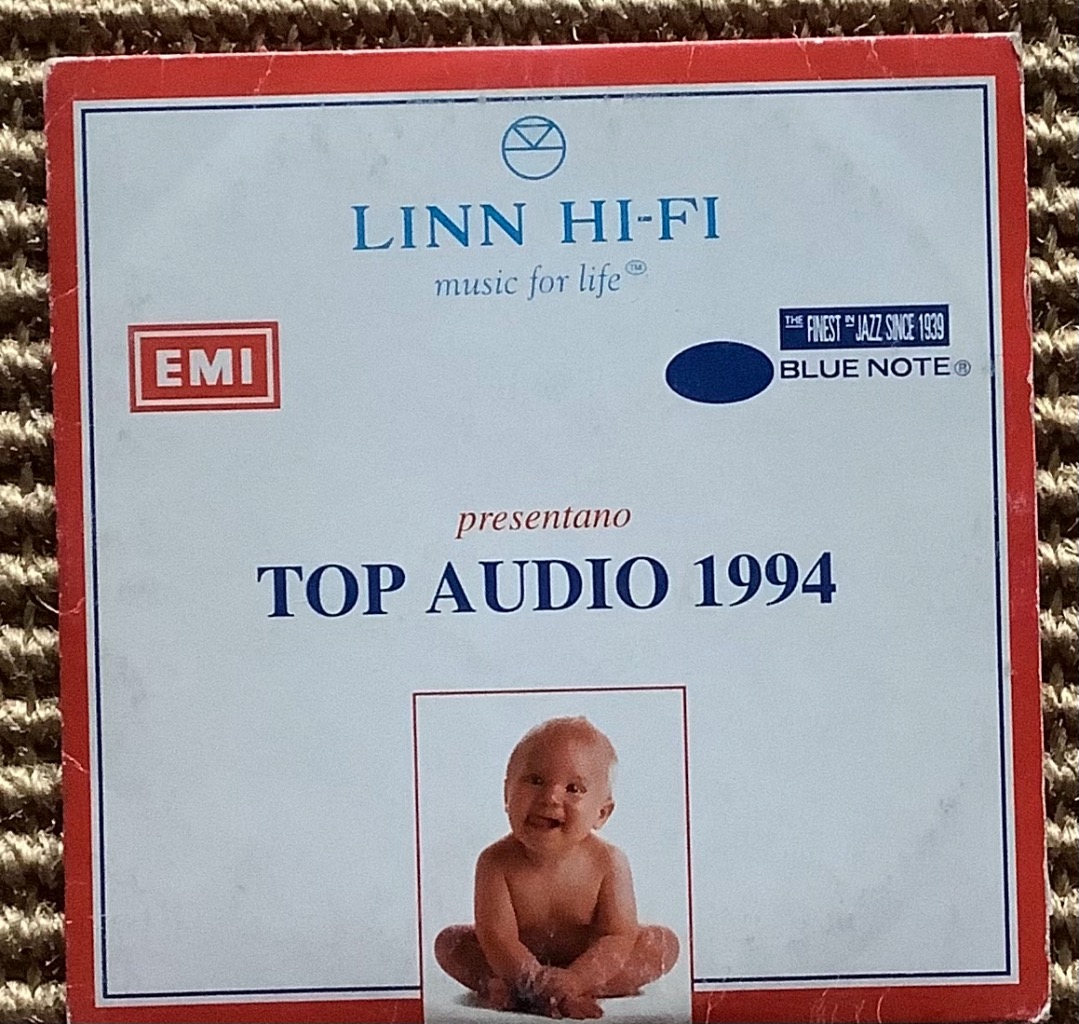 LINN HI-FI
music for life™
EMI
THE FINEST IN JAZZ SINCE 1939
BLUE NOTE®
presentano
TOP AUDIO 1994